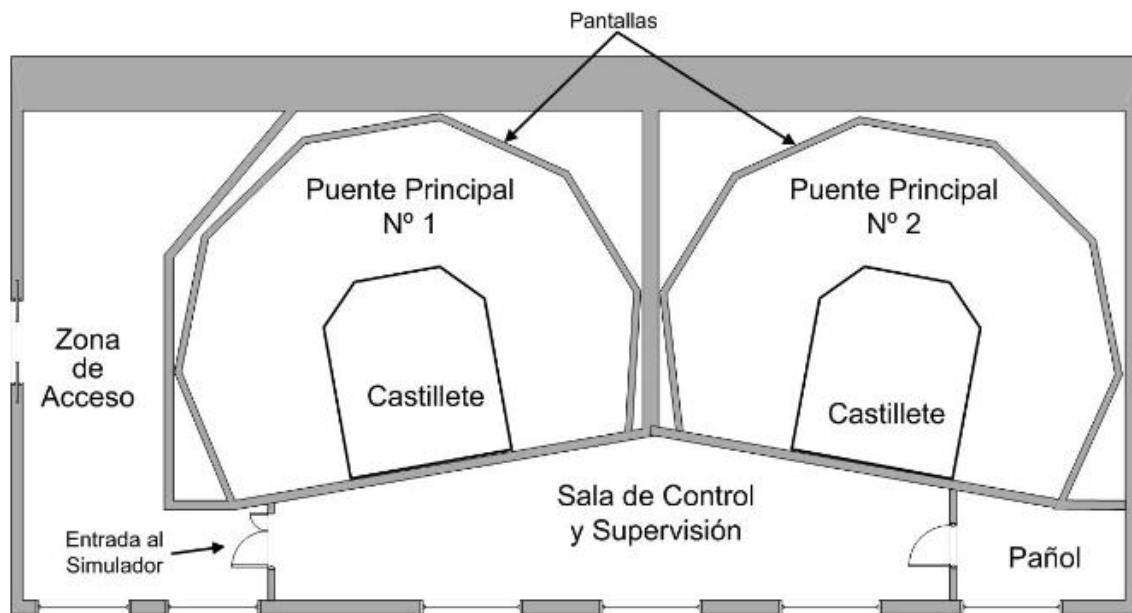 Pantallas
Puente Principal
Nº 1
Puente Principal
Nº 2
Zona
de
Acceso
Castillete
Castillete
Sala de Control
y Supervisión
Entrada al
Simulador
Pañol